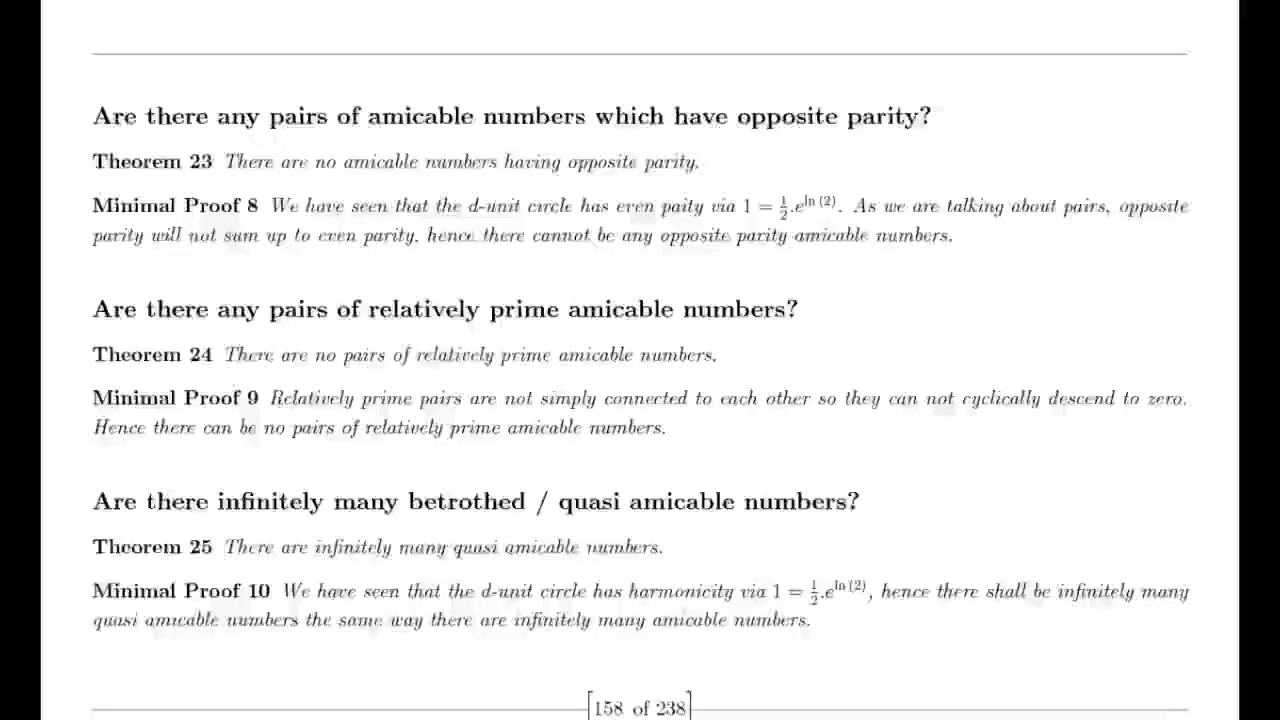 Are there any pairs of amicable numbers which have opposite parity?
Theorem 23 There are no amicable numbers having opposite parity.
Minimal Proof 8 We have seen that the d-unit circle has even paity via 1 = 1/2.e^{ln (2)}. As we are talking about pairs, opposite
parity will not sum up to even parity. hence there cannot be any opposite parity amicable numbers.
Are there any pairs of relatively prime amicable numbers?
Theorem 24 There are no pairs of relatively prime amicable numbers.
Minimal Proof 9 Relatively prime pairs are not simply connected to each other so they can not cyclically descend to zero.
Hence there can be no pairs of relatively prime amicable numbers.
Are there infinitely many betrothed / quasi amicable numbers?
Theorem 25 There are infinitely many quasi amicable numbers.
Minimal Proof 10 We have seen that the d-unit circle has harmonicity via 1 = 1/2.e^{ln (2)}, hence there shall be infinitely many
quasi amicable numbers the same way there are infinitely many amicable numbers.
[158 of 238]